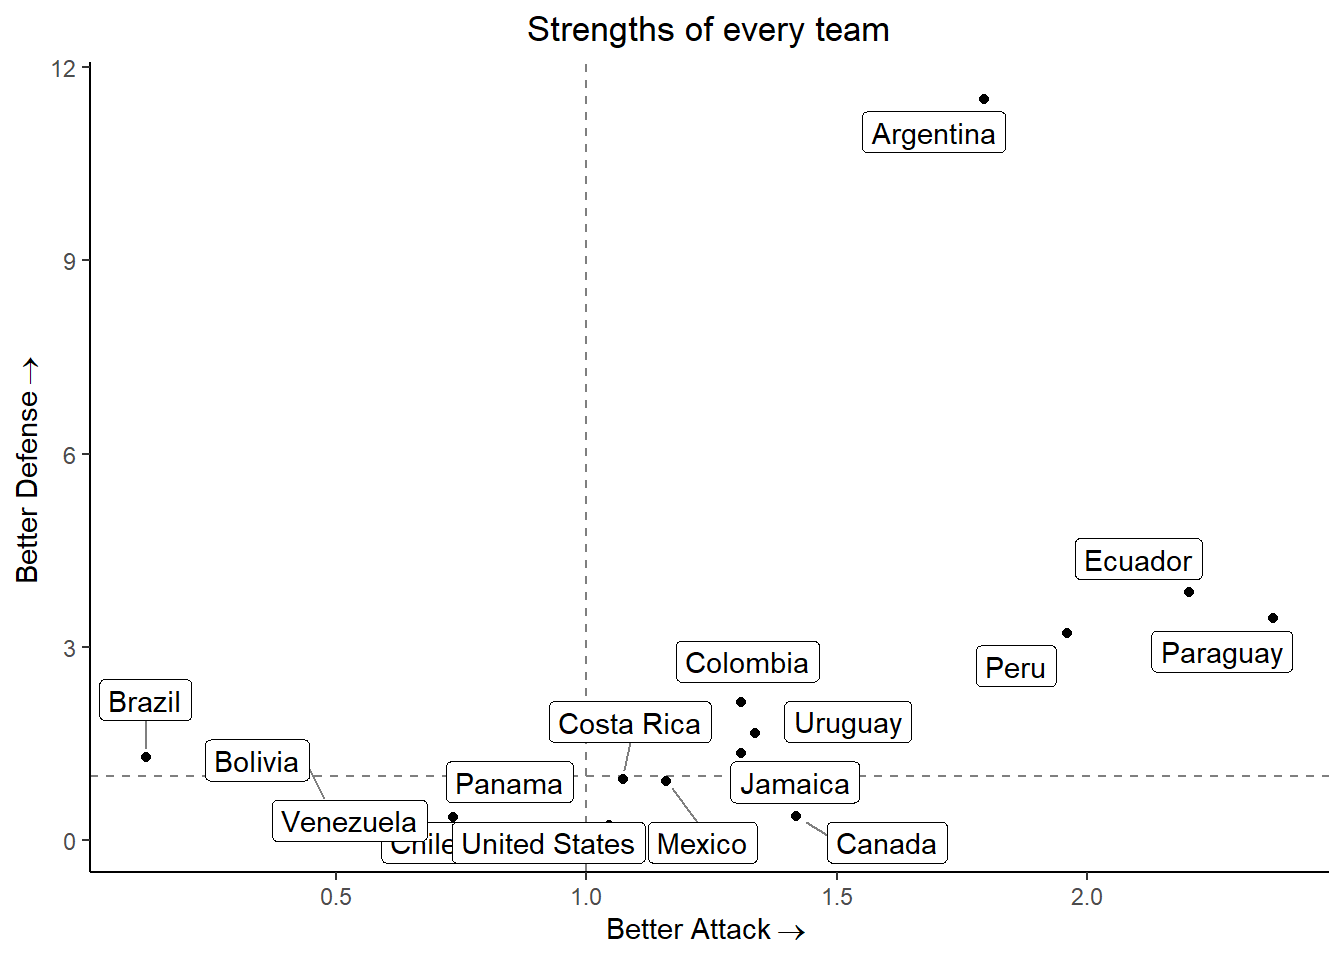 Strengths of every team
12
9
6
3
0
Better Defense →
Argentina
Ecuador
Paraguay
Peru
Colombia
Brazil
Costa Rica
Uruguay
Bolivia
Panama
Jamaica
Venezuela
Chile
United States
Mexico
Canada
0.5
1.0
1.5
2.0
Better Attack →